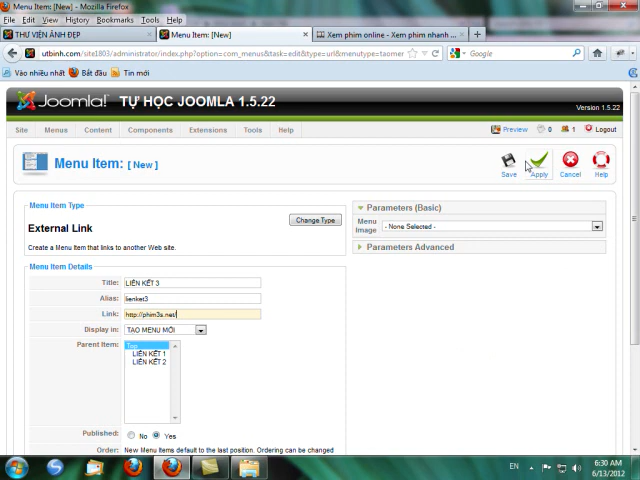 Menu Item: [New] - Mozilla Firefox
File Edit View History Bookmarks Tools Help
THƯ VIỆN ẢNH ĐẸP
Menu Item: [New]
Xem phim online - Xem phim nhanh ...
utbinh.com/site1803/administrator/index.php?option=com_menus&task=edit&type=url&menutype=taomer
Google
Vào nhiều nhất Bắt đầu Tin mới
Joomla! TỰ HỌC JOOMLA 1.5.22
Version 1.5.22
Site Menus Content Components Extensions Tools Help
Preview 0 1 Logout
Menu Item: [ New ]
Save Apply Cancel Help
Menu Item Type
Change Type
External Link
Create a Menu Item that links to another Web site.
Parameters (Basic)
Menu Image - None Selected -
Parameters Advanced
Menu Item Details
Title: LIÊN KẾT 3
Alias: lienket3
Link: http://phim3s.net/
Display in: TẠO MENU MỚI
Parent Item: Top
LIÊN KẾT 1
LIÊN KẾT 2
Published: No Yes
Order: New Menu Items default to the last position. Ordering can be changed
EN
6:30 AM
6/13/2012